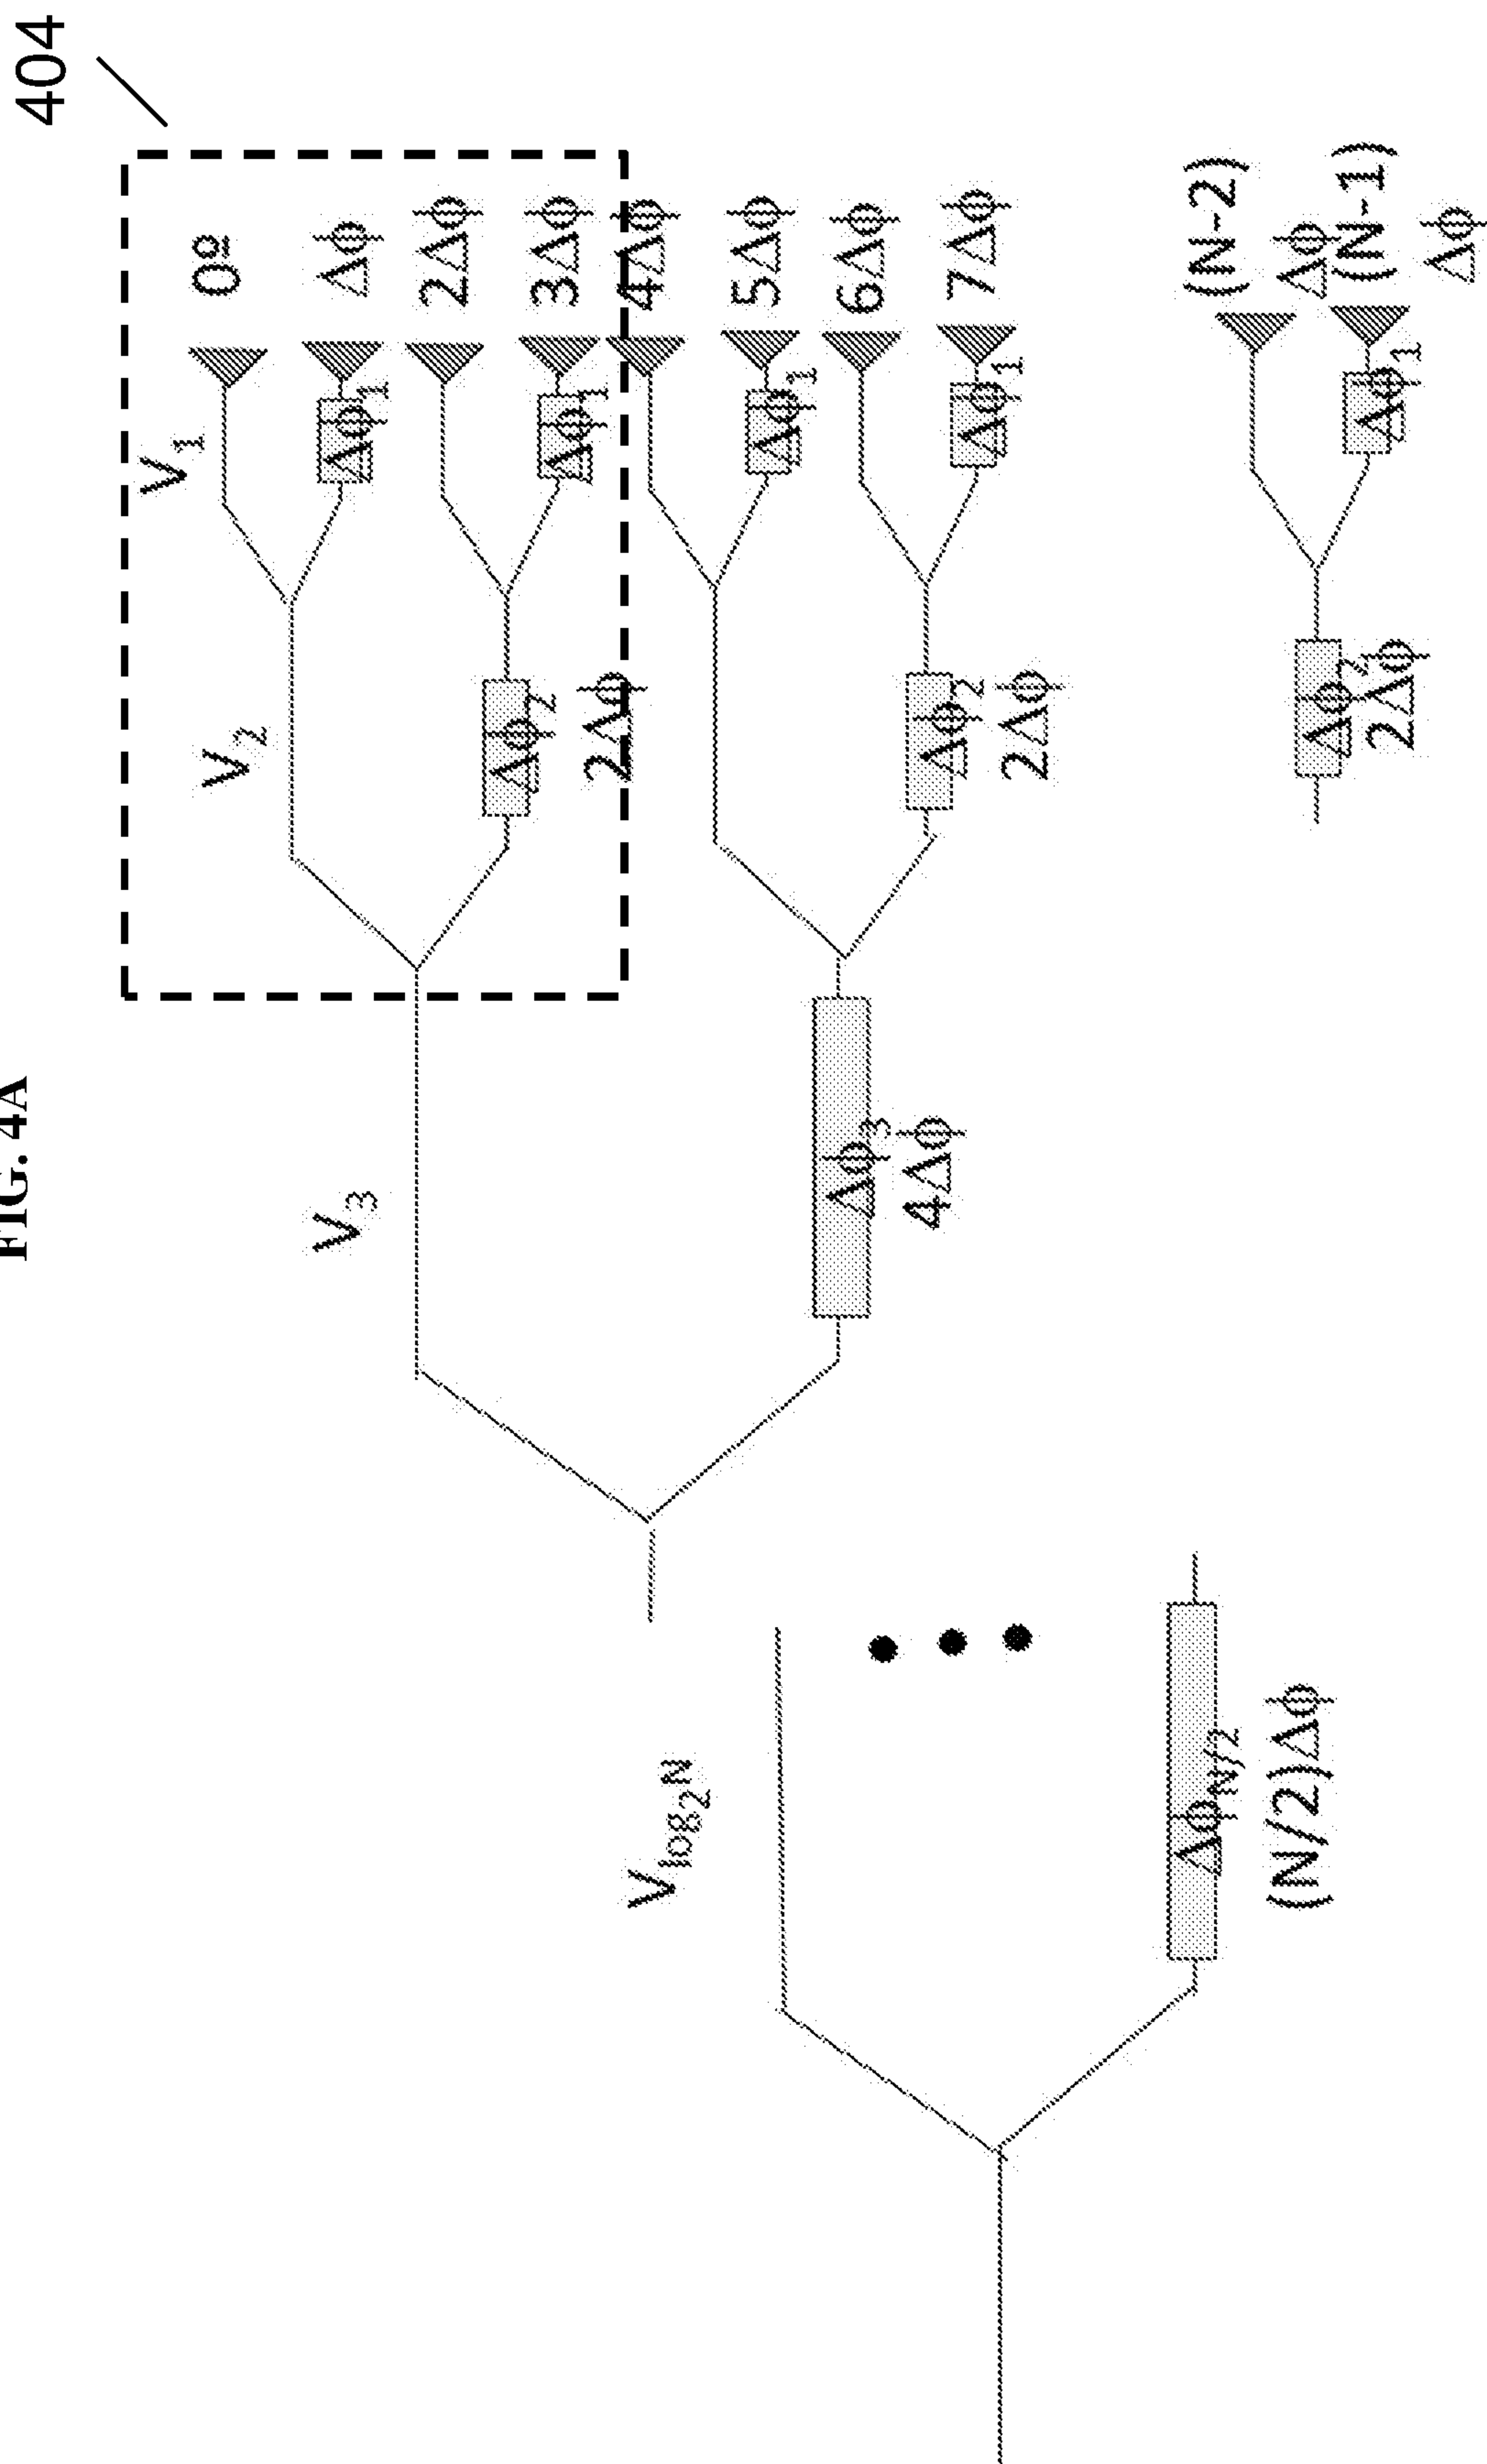 FIG. 4A
404
0º
Δϕ
2Δϕ
3Δϕ
4Δϕ
5Δϕ
6Δϕ
7Δϕ
(N-2)
Δϕ
(N-1)
Δϕ
V₁
Δϕ₁
Δϕ₁
Δϕ₁
Δϕ₁
Δϕ₁
V₂
Δϕ₂
2Δϕ
Δϕ₂
2Δϕ
Δϕ₂
2Δϕ
V₃
Δϕ₃
4Δϕ
Vlog₂N
ΔϕN/2
(N/2)Δϕ